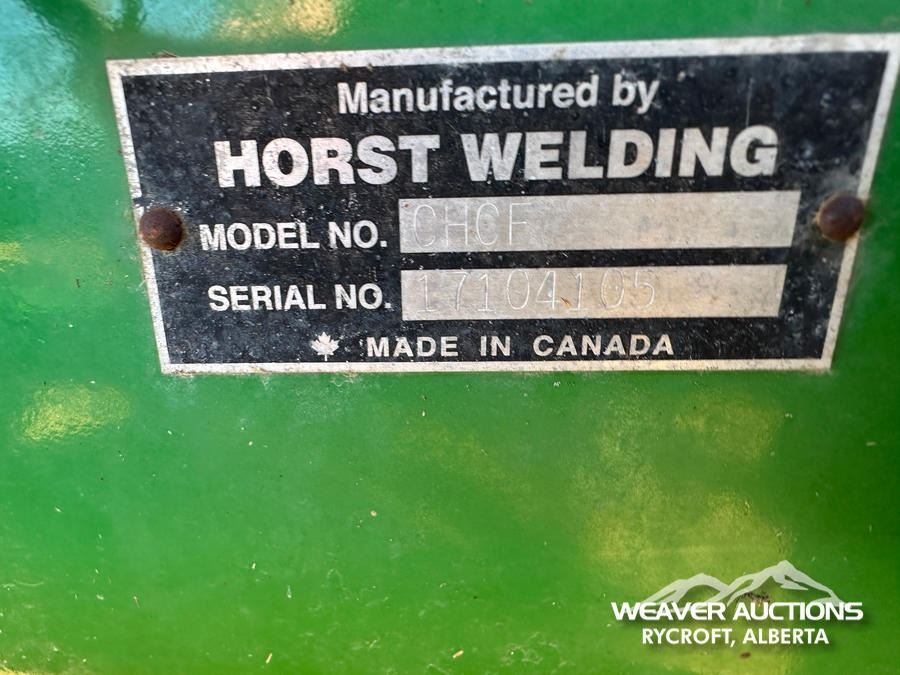 Manufactured by
HORST WELDING
MODEL NO. CHCF
SERIAL NO. 17104105
MADE IN CANADA
WEAVER AUCTIONS
RYCROFT, ALBERTA